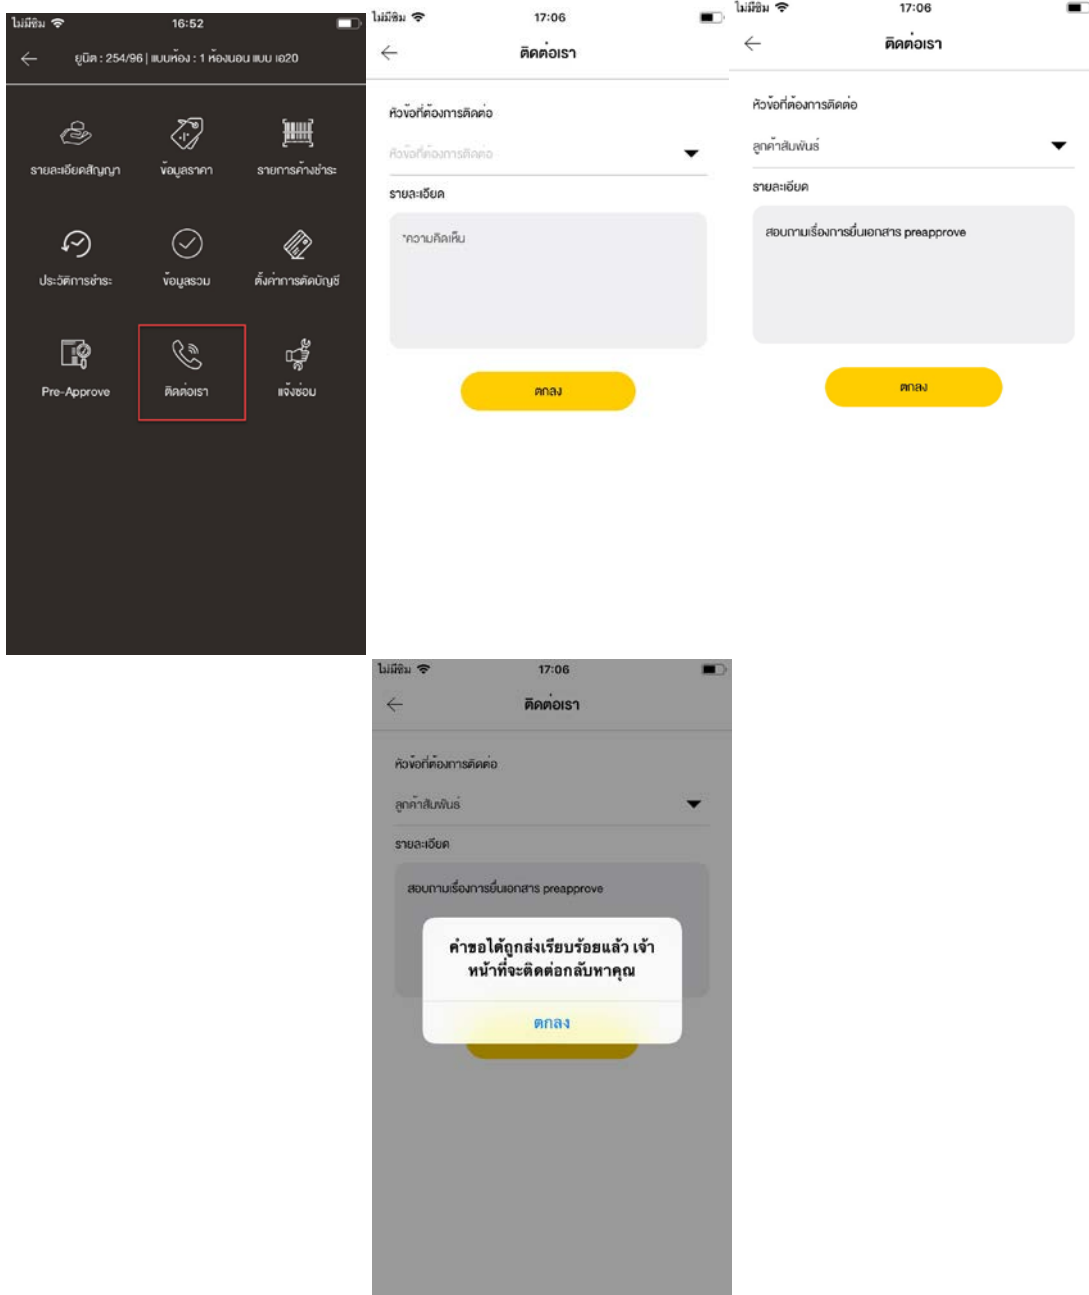 ไม่มีซิม 16:52
ยูนิต : 254/96 | แบบห้อง : 1 ห้องนอน แบบ เอ20
รายละเอียดสัญญา ข้อมูลราคา รายการค้างชำระ
ประวัติการชำระ ข้อมูลรวม ตั้งค่าการตัดบัญชี
Pre-Approve ติดต่อเรา แจ้งซ่อม
ไม่มีซิม 17:06
ติดต่อเรา
หัวข้อที่ต้องการติดต่อ
หัวข้อที่ต้องการติดต่อ
รายละเอียด
*ความคิดเห็น
ตกลง
ไม่มีซิม 17:06
ติดต่อเรา
หัวข้อที่ต้องการติดต่อ
ลูกค้าสัมพันธ์
รายละเอียด
สอบถามเรื่องการยื่นเอกสาร preapprove
ตกลง
ไม่มีซิม 17:06
ติดต่อเรา
หัวข้อที่ต้องการติดต่อ
ลูกค้าสัมพันธ์
รายละเอียด
สอบถามเรื่องการยื่นเอกสาร preapprove
คำขอได้ถูกส่งเรียบร้อยแล้ว เจ้า
หน้าที่จะติดต่อกลับหาคุณ
ตกลง